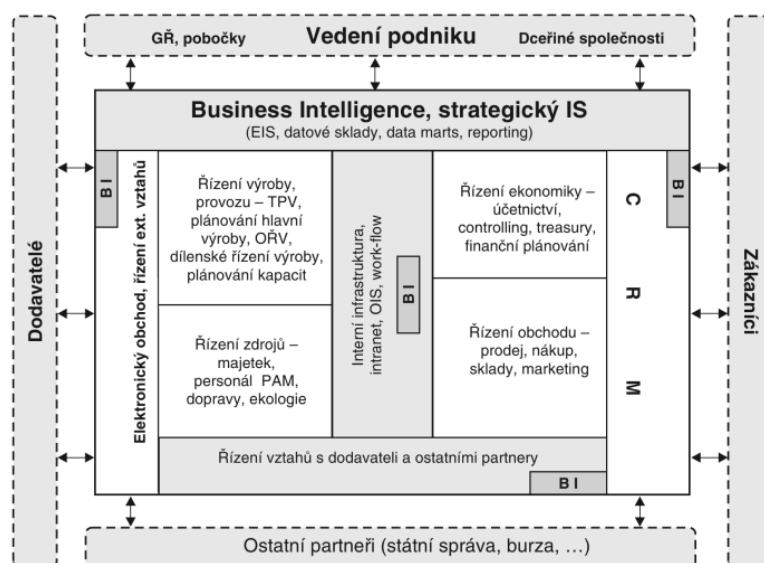 GŘ, pobočky
Vedení podniku
Dceřiné společnosti
Business Intelligence, strategický IS
(EIS, datové sklady, data marts, reporting)
Dodavatelé
B I
Elektronický obchod, řízení ext. vztahů
Řízení výroby,
provozu – TPV,
plánování hlavní
výroby, OŘV,
dílenské řízení výroby,
plánování kapacit
Řízení zdrojů –
majetek,
personál PAM,
dopravy, ekologie
Interní infrastruktura,
intranet, OIS, work-flow
B I
Řízení ekonomiky –
účetnictví,
controlling, treasury,
finanční plánování
Řízení obchodu –
prodej, nákup,
sklady, marketing
C
R
M
B I
Zákazníci
Řízení vztahů s dodavateli a ostatními partnery
B I
Ostatní partneři (státní správa, burza, …)